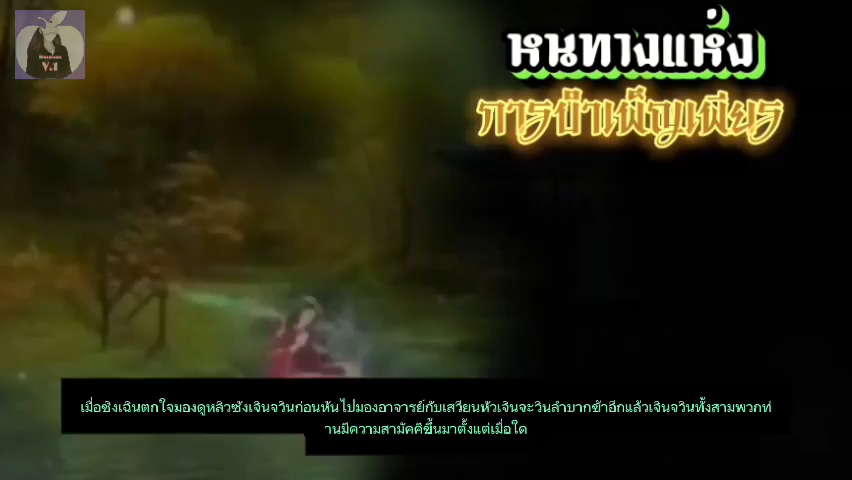 หนทางแห่ง
การบำเพ็ญเพียร
V.1
เมื่อซิงเฉินตกใจมองดูหลิวซังเจินจวินก่อนหันไปมองอาจารย์กับเสวียนหัวเจินจะวินลำบากข้าอีกแล้วเจินจวินทั้งสามพวกท่
านมีความสามัคคีขึ้นมาตั้งแต่เมื่อใด